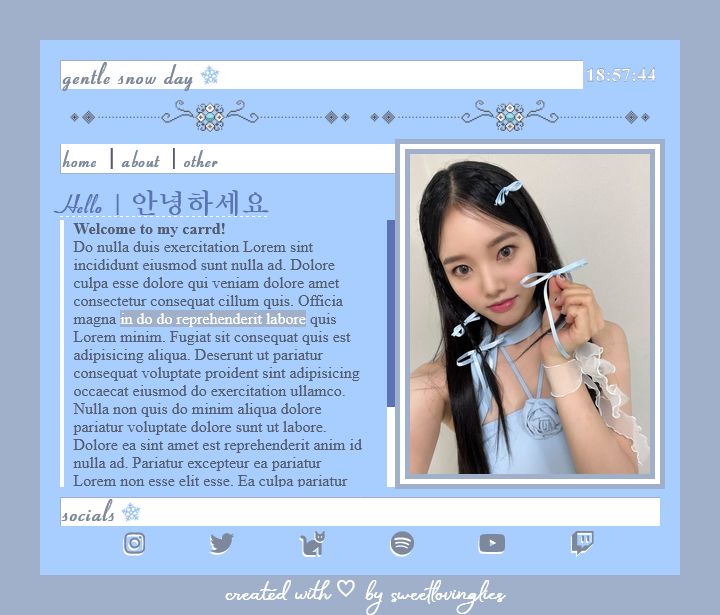 gentle snow day
18:57:44
home | about | other
Hello | 안녕하세요
Welcome to my carrd!
Do nulla duis exercitation Lorem sint
incididunt eiusmod sunt nulla ad. Dolore
culpa esse dolore qui veniam dolore amet
consectetur consequat cillum quis. Officia
magna in do do reprehenderit labore quis
Lorem minim. Fugiat sit consequat quis est
adipisicing aliqua. Deserunt ut pariatur
consequat voluptate proident sint adipisicing
occaecat eiusmod do exercitation ullamco.
Nulla non quis do minim aliqua dolore
pariatur voluptate dolore sunt ut labore.
Dolore ea sint amet est reprehenderit anim id
nulla ad. Pariatur excepteur ea pariatur
Lorem non esse elit esse. Ea culpa pariatur
socials
created with ♡ by sweetlovinglies